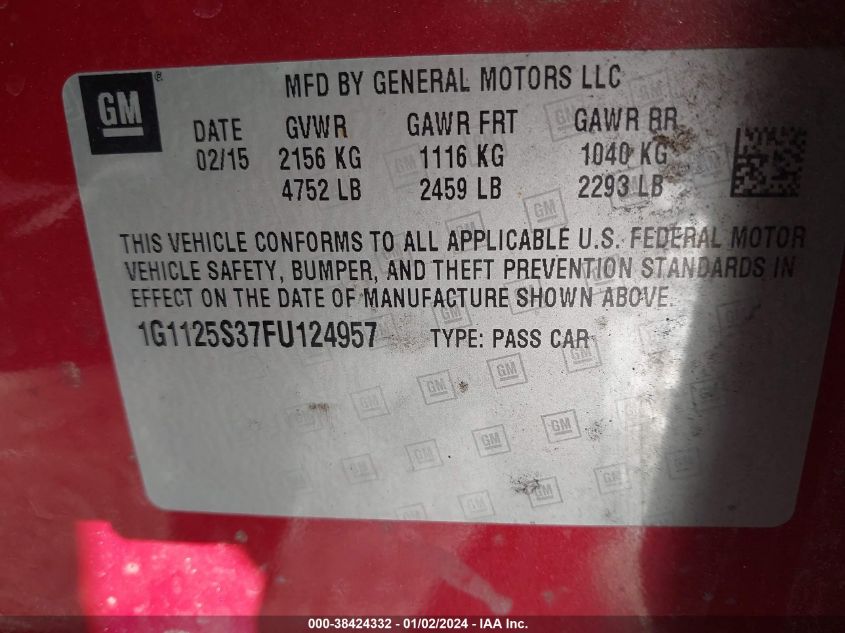 GM
®
MFD BY GENERAL MOTORS LLC
DATE GVWR GAWR FRT GAWR RR
02/15 2156 KG 1116 KG 1040 KG
4752 LB 2459 LB 2293 LB
THIS VEHICLE CONFORMS TO ALL APPLICABLE U.S. FEDERAL MOTOR
VEHICLE SAFETY, BUMPER, AND THEFT PREVENTION STANDARDS IN
EFFECT ON THE DATE OF MANUFACTURE SHOWN ABOVE.
1G1125S37FU124957 TYPE: PASS CAR
000-38424332 - 01/02/2024 - IAA Inc.